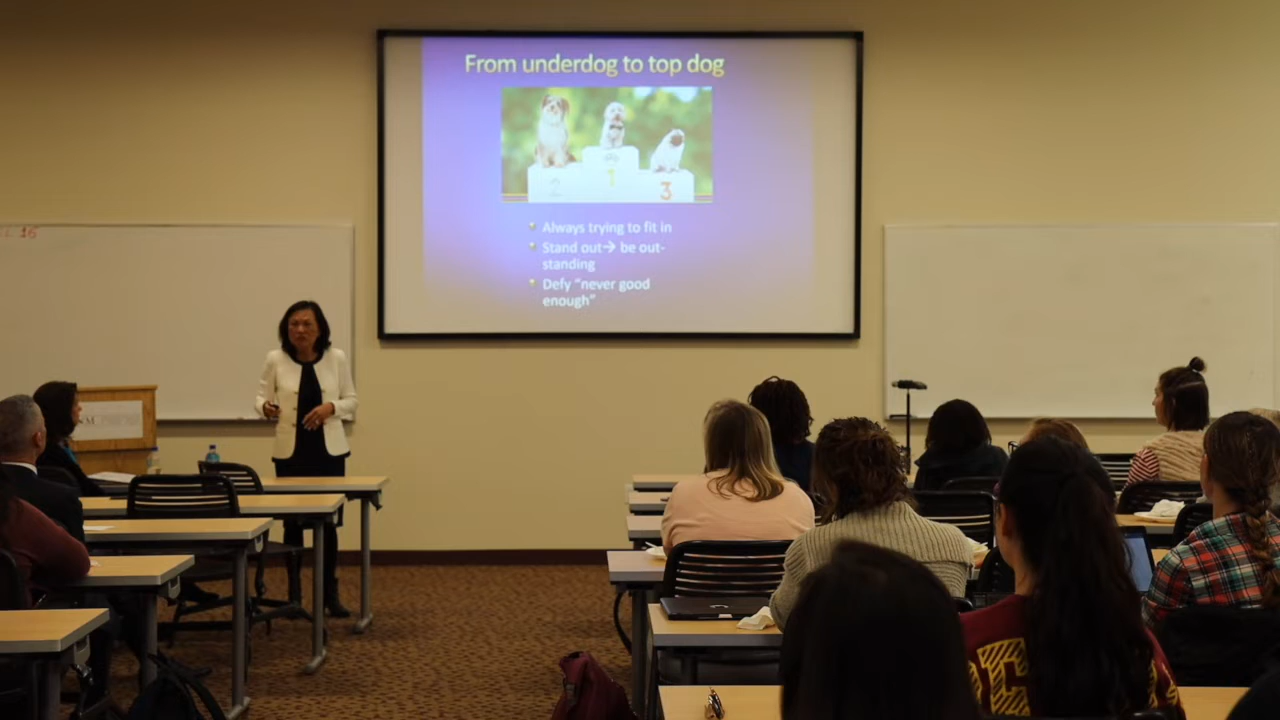 From underdog to top dog
2
1
3
Always trying to fit in
Stand out→ be out-
standing
Defy “never good
enough”
16